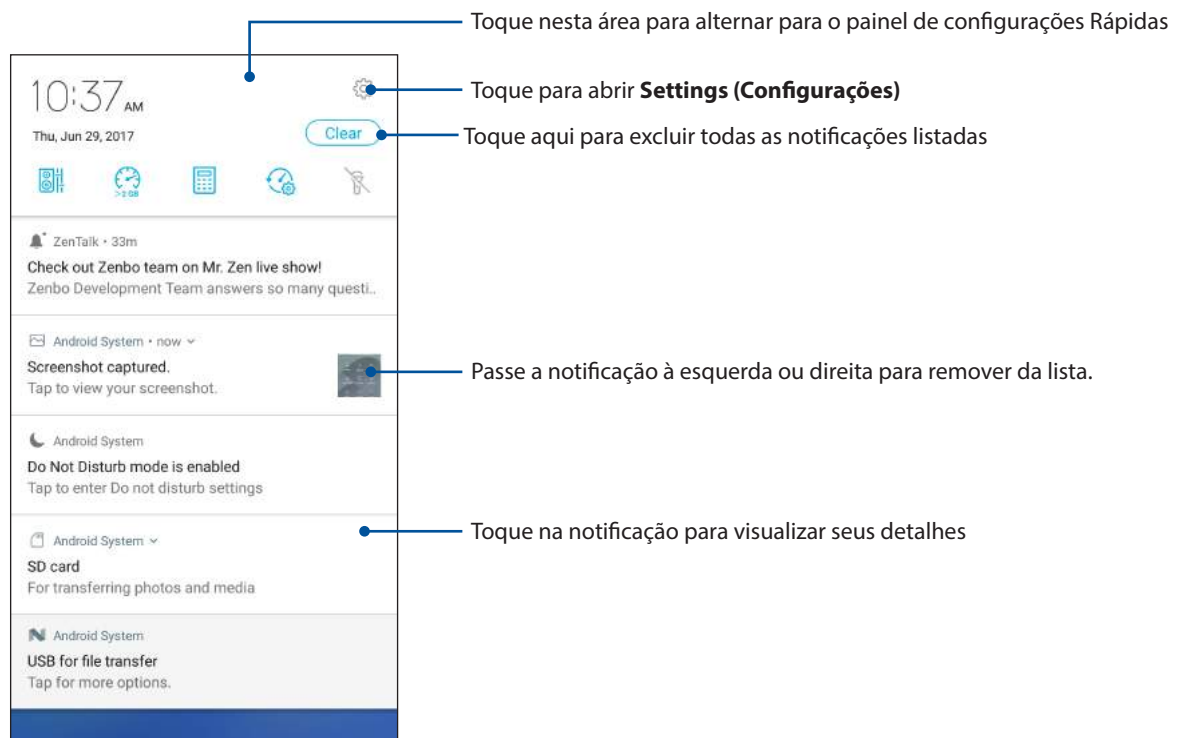 Toque nesta área para alternar para o painel de configurações Rápidas
10:37 AM
Toque para abrir Settings (Configurações)
Thu, Jun 29, 2017
Clear
Toque aqui para excluir todas as notificações listadas
>2 GB
ZenTalk • 33m
Check out Zenbo team on Mr. Zen live show!
Zenbo Development Team answers so many questi..
Android System • now
Screenshot captured.
Tap to view your screenshot.
Passe a notificação à esquerda ou direita para remover da lista.
Android System
Do Not Disturb mode is enabled
Tap to enter Do not disturb settings
Toque na notificação para visualizar seus detalhes
Android System
SD card
For transferring photos and media
Android System
USB for file transfer
Tap for more options.